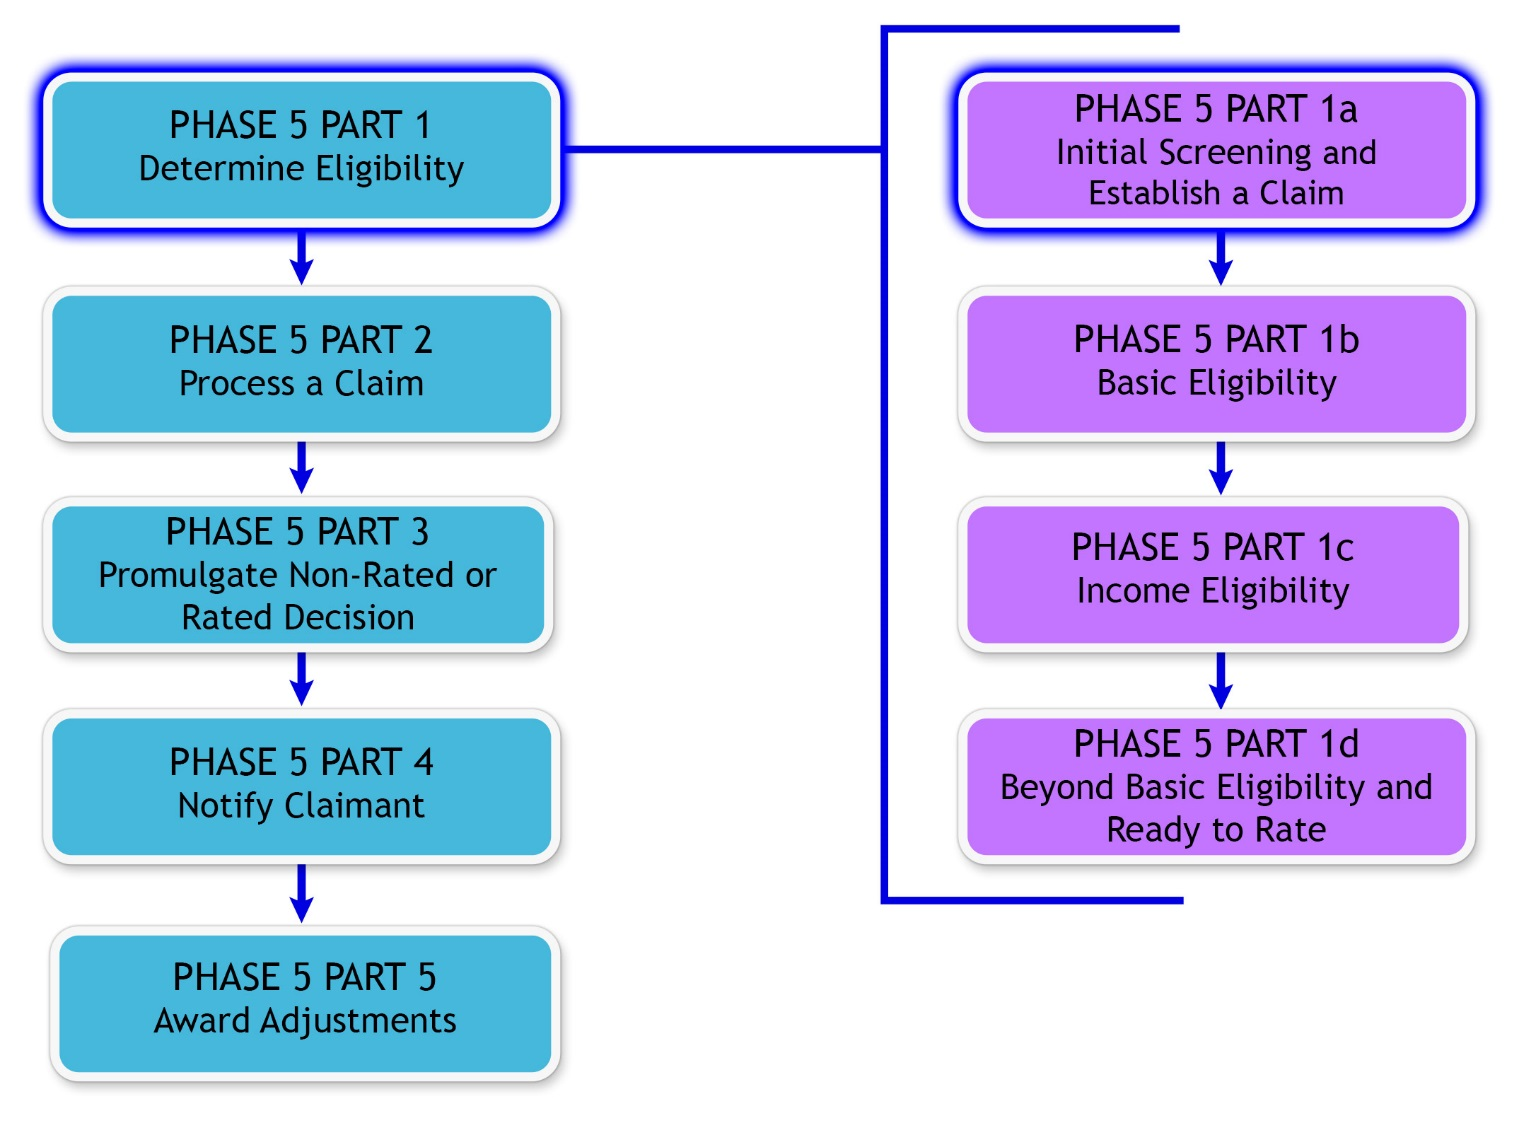 PHASE 5 PART 1
Determine Eligibility
PHASE 5 PART 2
Process a Claim
PHASE 5 PART 3
Promulgate Non-Rated or
Rated Decision
PHASE 5 PART 4
Notify Claimant
PHASE 5 PART 5
Award Adjustments
PHASE 5 PART 1a
Initial Screening and
Establish a Claim
PHASE 5 PART 1b
Basic Eligibility
PHASE 5 PART 1c
Income Eligibility
PHASE 5 PART 1d
Beyond Basic Eligibility and
Ready to Rate